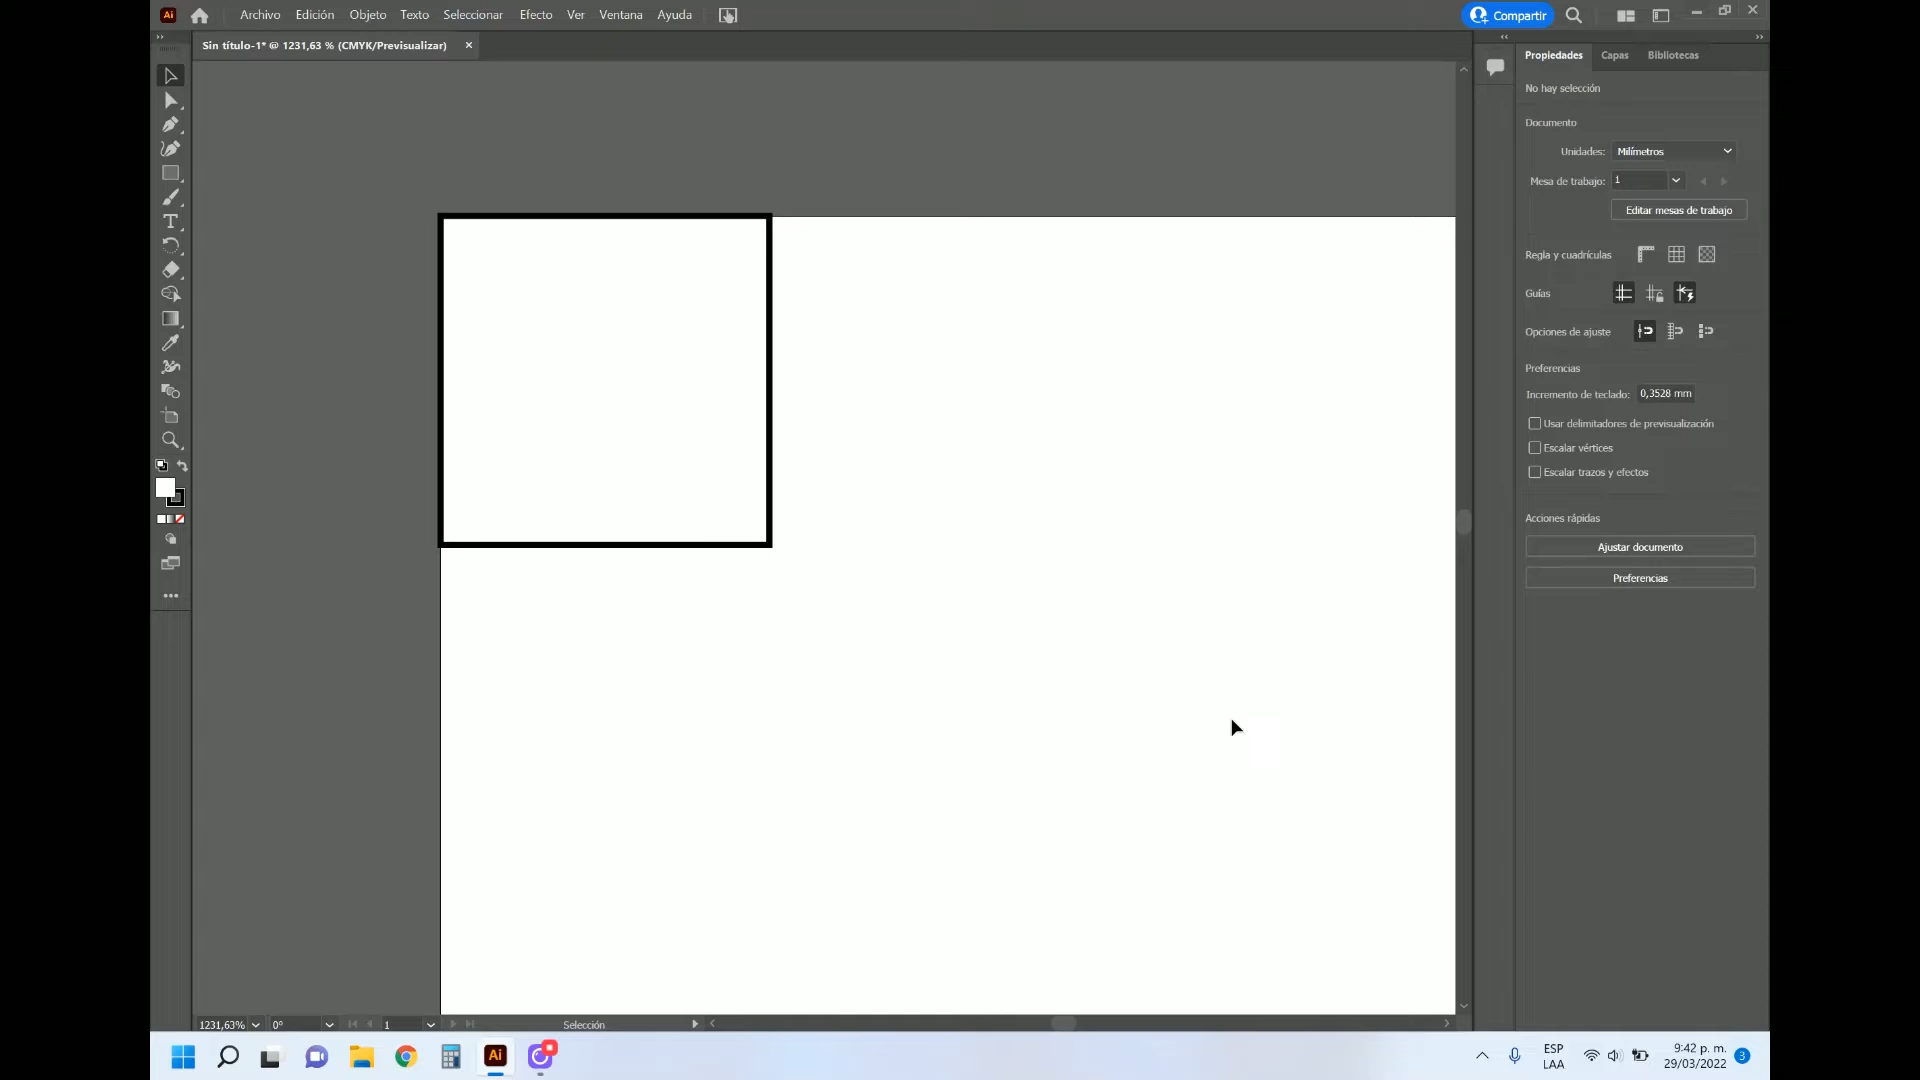 Ai Archivo Edición Objeto Texto Seleccionar Efecto Ver Ventana Ayuda Compartir
Sin título-1* @ 1231,63 % (CMYK/Previsualizar) ×
Propiedades Capas Bibliotecas
No hay selección
Documento
Unidades: Milímetros
Mesa de trabajo: 1
Editar mesas de trabajo
Regla y cuadrículas
Guías
Opciones de ajuste
Preferencias
Incremento de teclado: 0,3528 mm
Usar delimitadores de previsualización
Escalar vértices
Escalar trazos y efectos
Acciones rápidas
Ajustar documento
Preferencias
1231,63% 0° 1 Selección
Ai
ESP
LAA
9:42 p. m.
29/03/2022
3